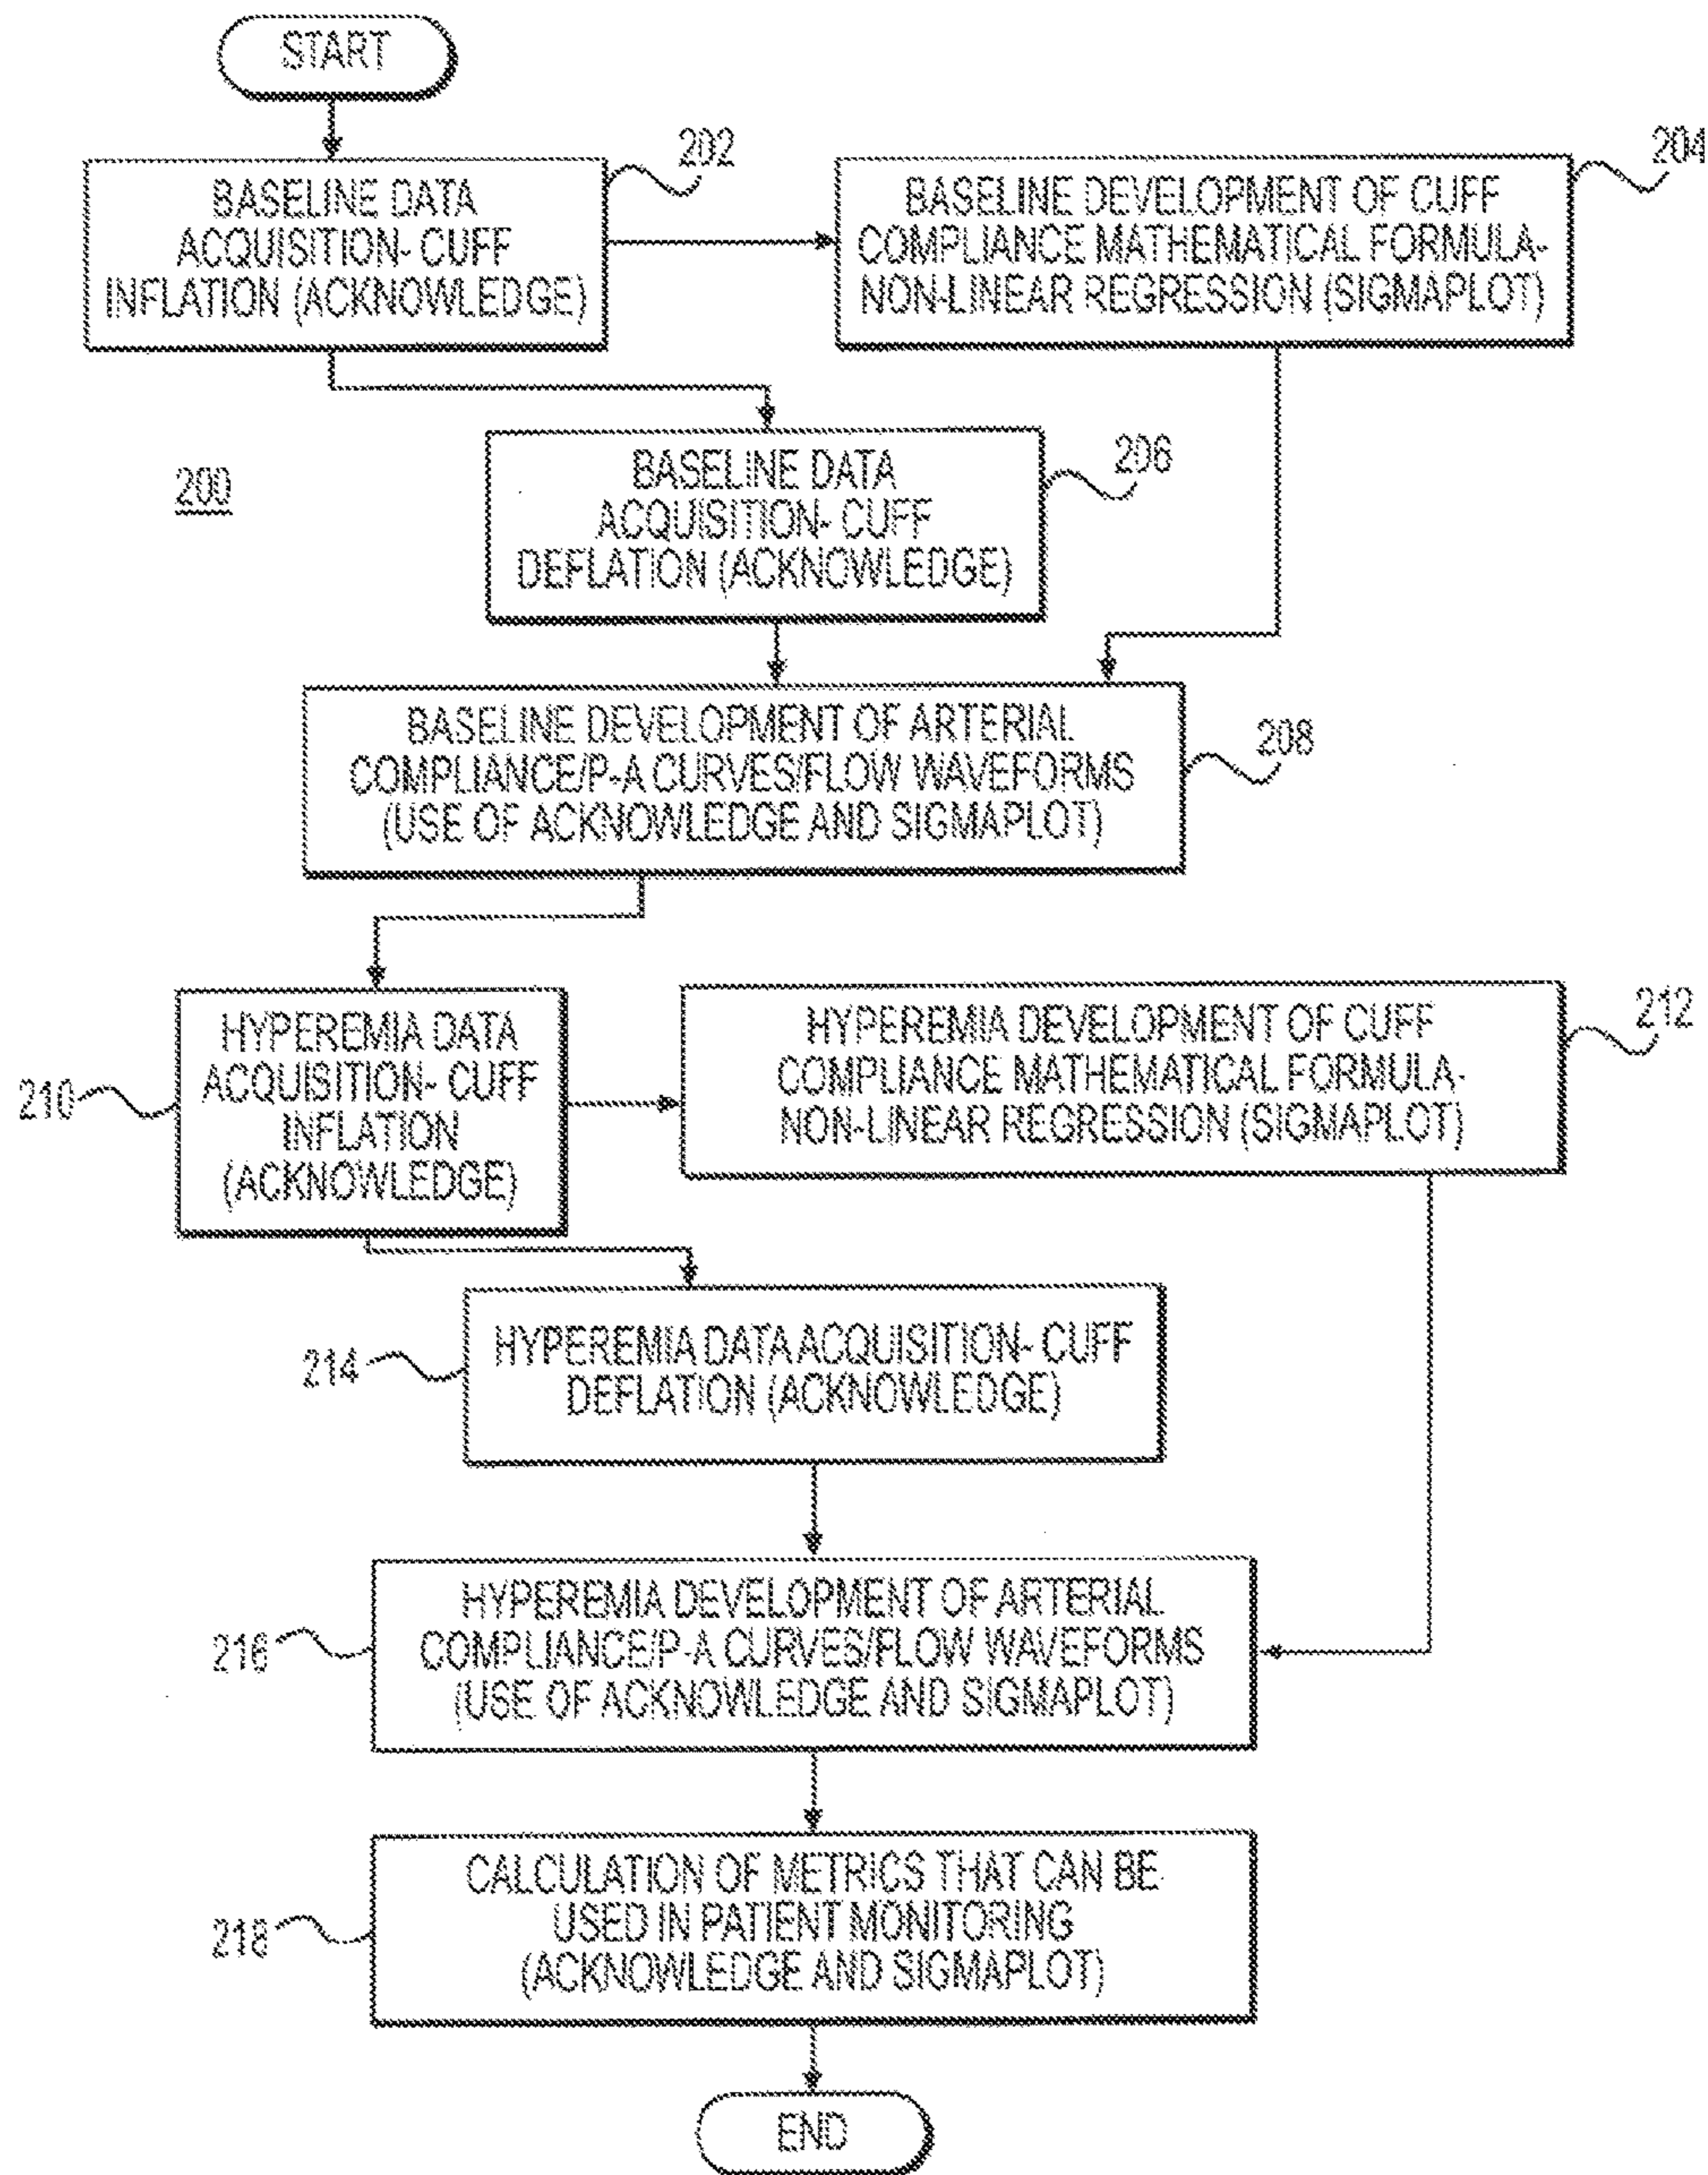 START
202
BASELINE DATA
ACQUISITION- CUFF
INFLATION (ACKNOWLEDGE)
204
BASELINE DEVELOPMENT OF CUFF
COMPLIANCE MATHEMATICAL FORMULA-
NON-LINEAR REGRESSION (SIGMAPLOT)
200
206
BASELINE DATA
ACQUISITION- CUFF
DEFLATION (ACKNOWLEDGE)
208
BASELINE DEVELOPMENT OF ARTERIAL
COMPLIANCE/P-A CURVES/FLOW WAVEFORMS
(USE OF ACKNOWLEDGE AND SIGMAPLOT)
210
HYPEREMIA DATA
ACQUISITION- CUFF
INFLATION
(ACKNOWLEDGE)
212
HYPEREMIA DEVELOPMENT OF CUFF
COMPLIANCE MATHEMATICAL FORMULA-
NON-LINEAR REGRESSION (SIGMAPLOT)
214
HYPEREMIA DATA ACQUISITION- CUFF
DEFLATION (ACKNOWLEDGE)
216
HYPEREMIA DEVELOPMENT OF ARTERIAL
COMPLIANCE/P-A CURVES/FLOW WAVEFORMS
(USE OF ACKNOWLEDGE AND SIGMAPLOT)
218
CALCULATION OF METRICS THAT CAN BE
USED IN PATIENT MONITORING
(ACKNOWLEDGE AND SIGMAPLOT)
END